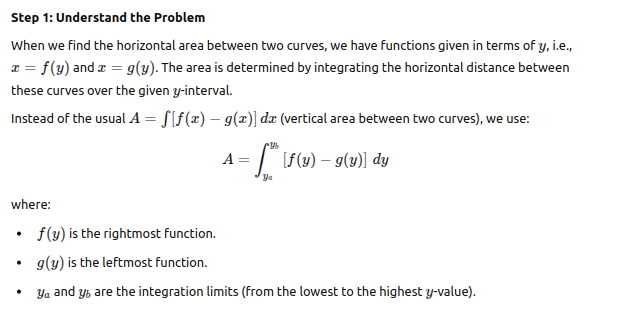 Step 1: Understand the Problem
When we find the horizontal area between two curves, we have functions given in terms of y, i.e.,
x = f(y) and x = g(y). The area is determined by integrating the horizontal distance between
these curves over the given y-interval.
Instead of the usual A = ∫[f(x) − g(x)] dx (vertical area between two curves), we use:
A = ∫_{y_a}^{y_b} [f(y) − g(y)] dy
where:
• f(y) is the rightmost function.
• g(y) is the leftmost function.
• y_a and y_b are the integration limits (from the lowest to the highest y-value).